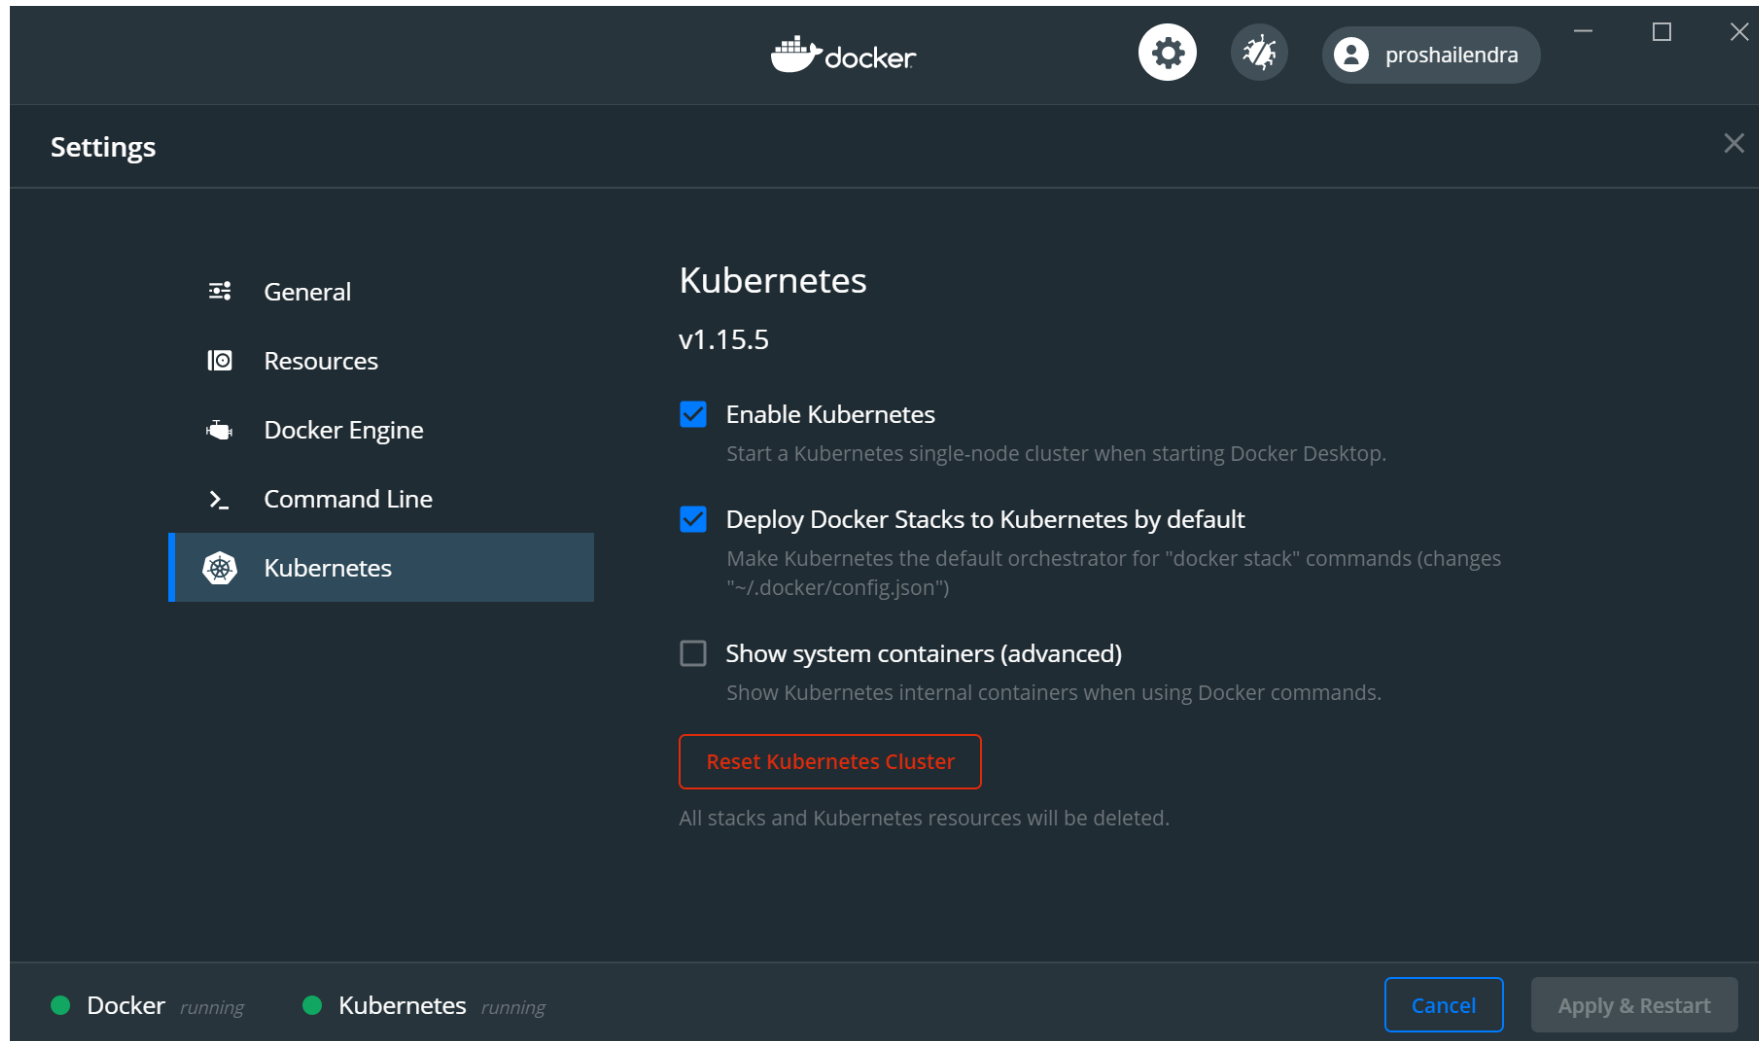 docker
proshailendra
Settings
General
Resources
Docker Engine
Command Line
Kubernetes
Kubernetes
v1.15.5
Enable Kubernetes
Start a Kubernetes single-node cluster when starting Docker Desktop.
Deploy Docker Stacks to Kubernetes by default
Make Kubernetes the default orchestrator for "docker stack" commands (changes
"~/.docker/config.json")
Show system containers (advanced)
Show Kubernetes internal containers when using Docker commands.
Reset Kubernetes Cluster
All stacks and Kubernetes resources will be deleted.
Docker running Kubernetes running
Cancel Apply & Restart